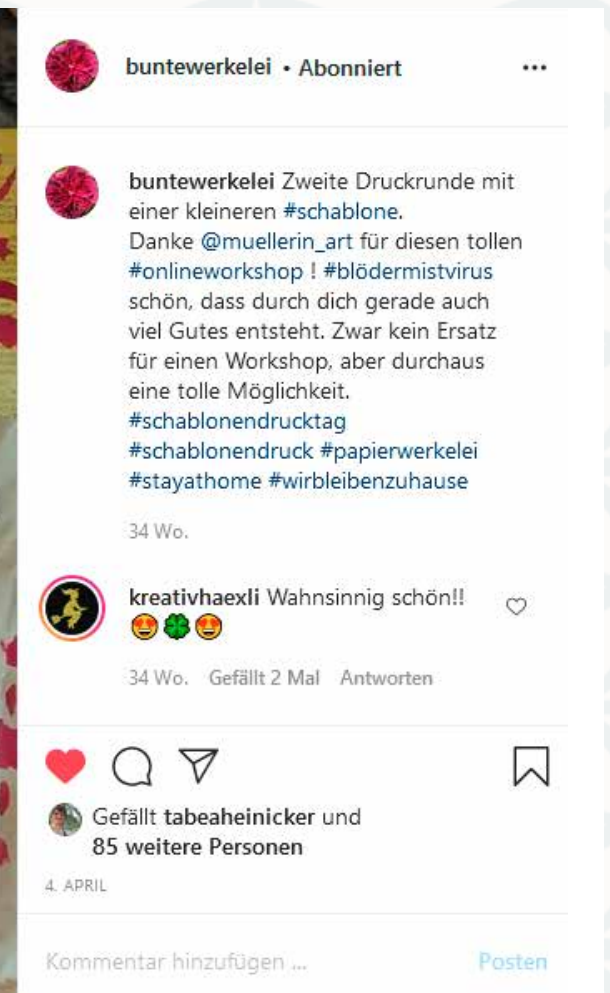 buntewerkelei • Abonniert
buntewerkelei Zweite Druckrunde mit
einer kleineren #schablone.
Danke @muellerin_art für diesen tollen
#onlineworkshop ! #blödermistvirus
schön, dass durch dich gerade auch
viel Gutes entsteht. Zwar kein Ersatz
für einen Workshop, aber durchaus
eine tolle Möglichkeit.
#schablonendrucktag
#schablonendruck #papierwerkelei
#stayathome #wirbleibenzuhause
34 Wo.
kreativhaexli Wahnsinnig schön!!
😍🍀😍
34 Wo. Gefällt 2 Mal Antworten
Gefällt tabeaheinicker und
85 weitere Personen
4. APRIL
Kommentar hinzufügen ... Posten